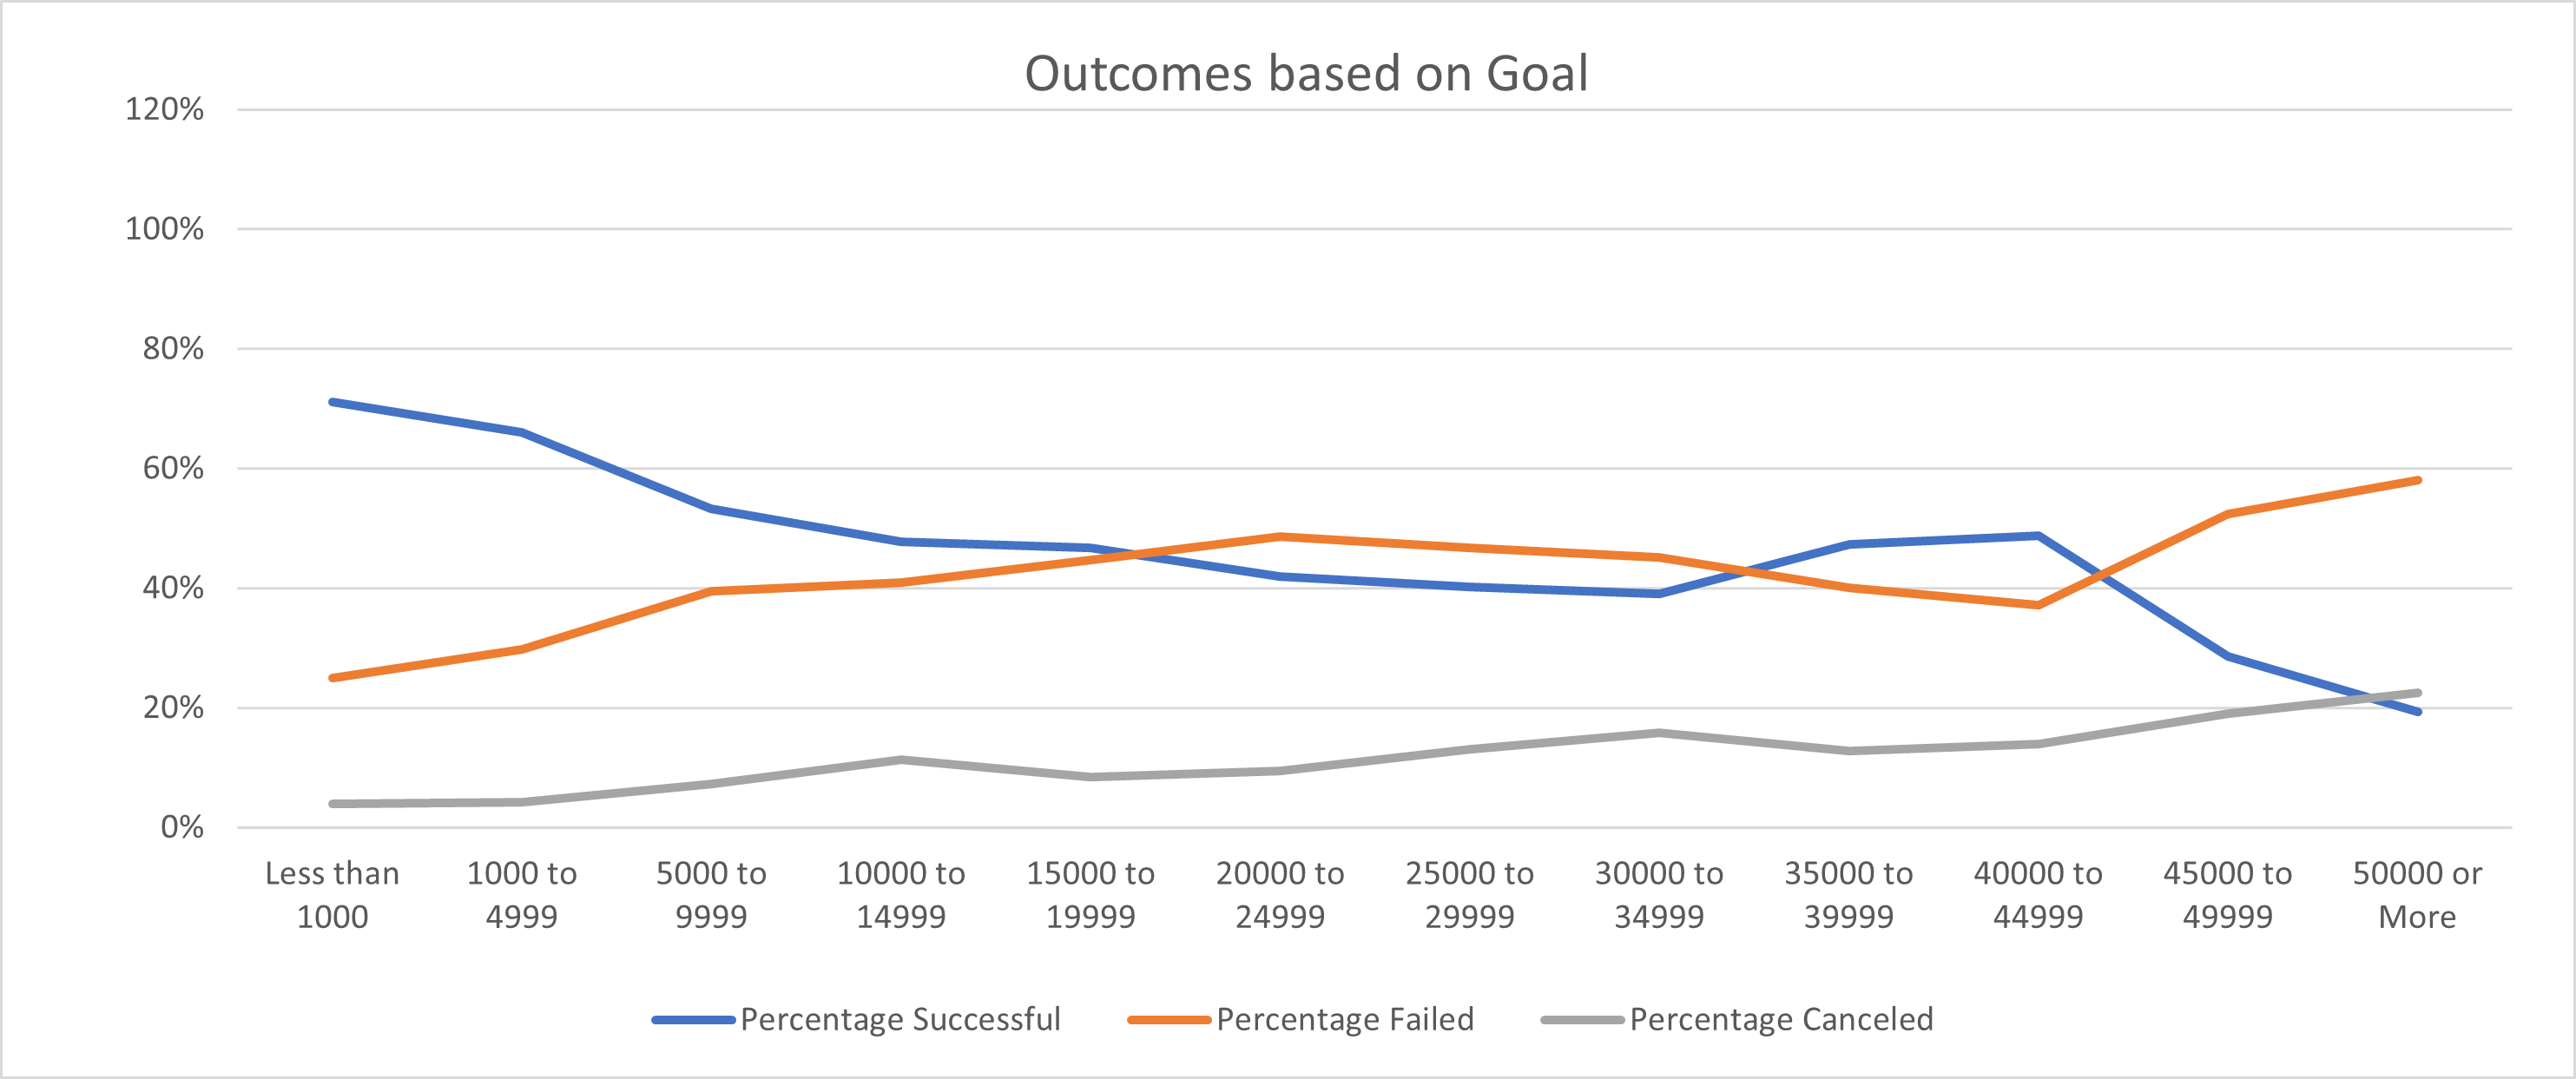 Outcomes based on Goal
120%
100%
80%
60%
40%
20%
0%
Less than
1000
1000 to
4999
5000 to
9999
10000 to
14999
15000 to
19999
20000 to
24999
25000 to
29999
30000 to
34999
35000 to
39999
40000 to
44999
45000 to
49999
50000 or
More
Percentage Successful
Percentage Failed
Percentage Canceled